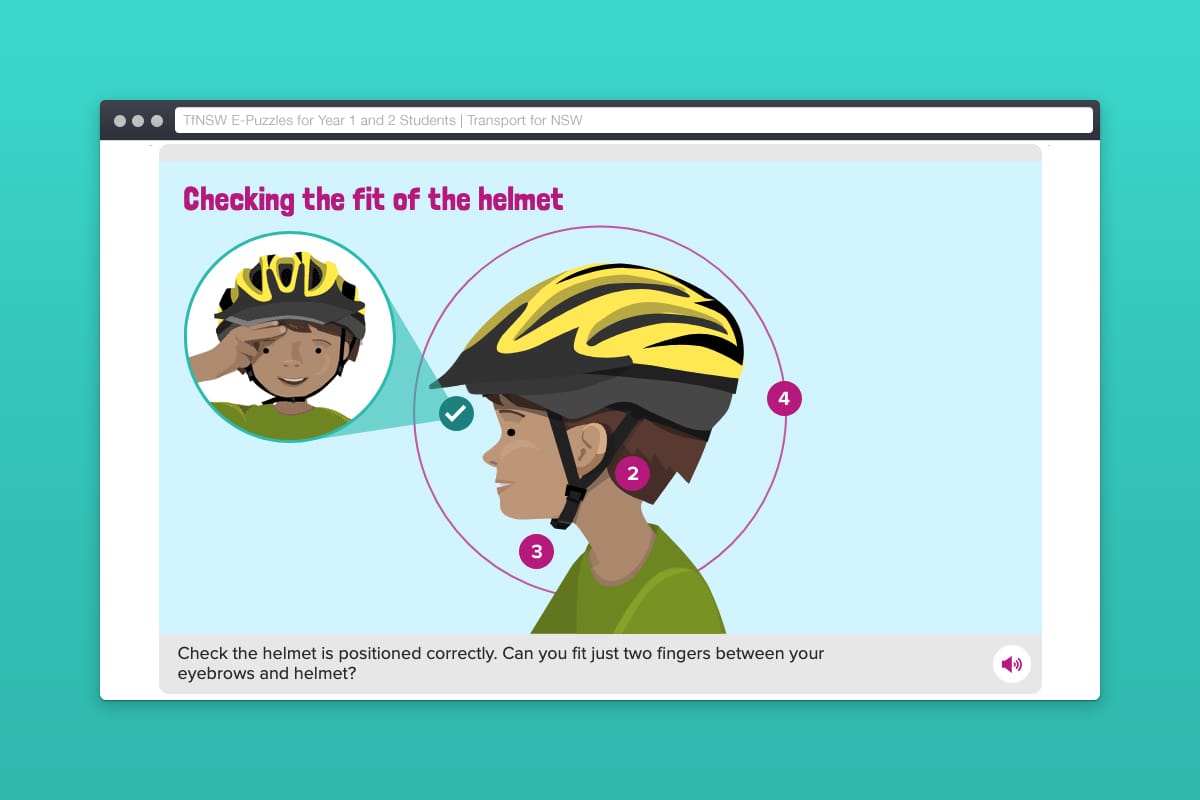 TfNSW E-Puzzles for Year 1 and 2 Students | Transport for NSW
Checking the fit of the helmet
4
2
3
Check the helmet is positioned correctly. Can you fit just two fingers between your
eyebrows and helmet?